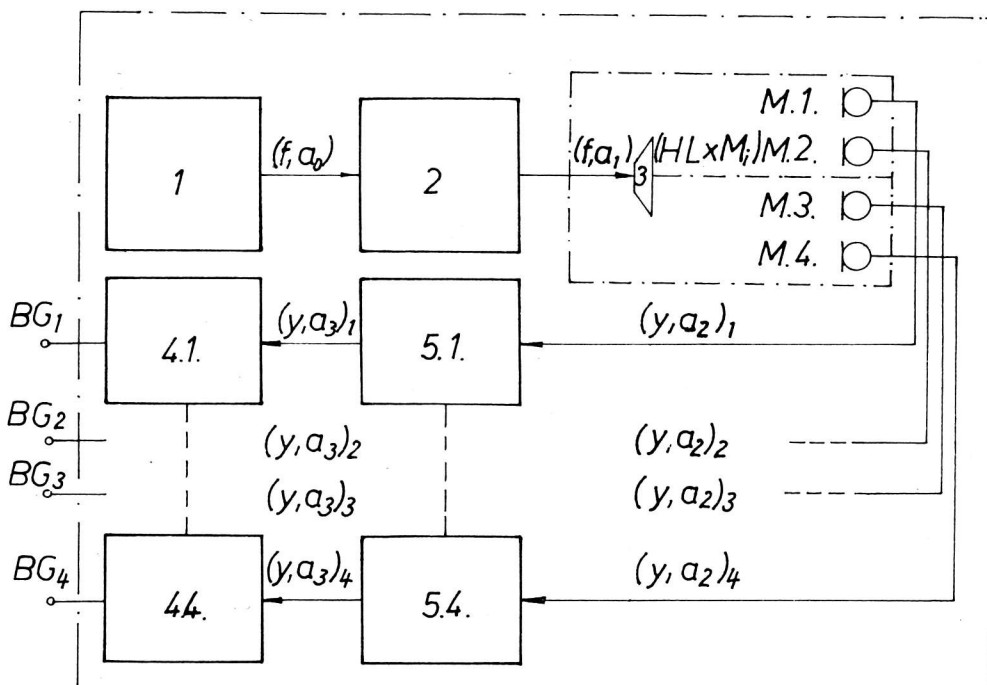 M.1.
(f,a₀)
(f,a₁) (HL×Mᵢ) M.2.
1
2
3
M.3.
M.4.
BG₁
(y,a₃)₁
(y,a₂)₁
4.1.
5.1.
BG₂
(y,a₃)₂
(y,a₂)₂
BG₃
(y,a₃)₃
(y,a₂)₃
BG₄
(y,a₃)₄
(y,a₂)₄
4.4.
5.4.